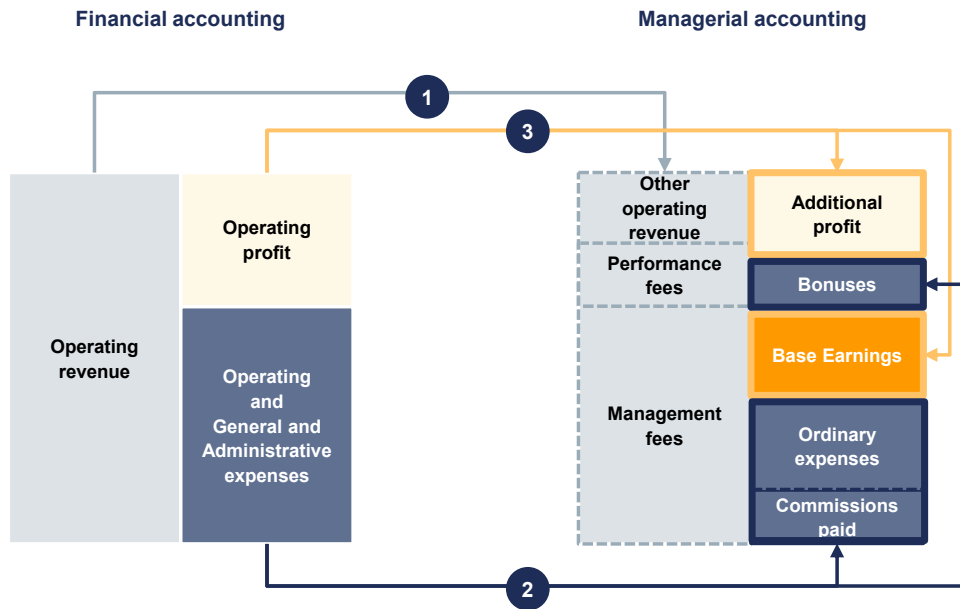 Financial accounting
Managerial accounting
1
3
Operating
revenue
Operating
profit
Operating
and
General and
Administrative
expenses
Other
operating
revenue
Performance
fees
Management
fees
Additional
profit
Bonuses
Base Earnings
Ordinary
expenses
Commissions
paid
2